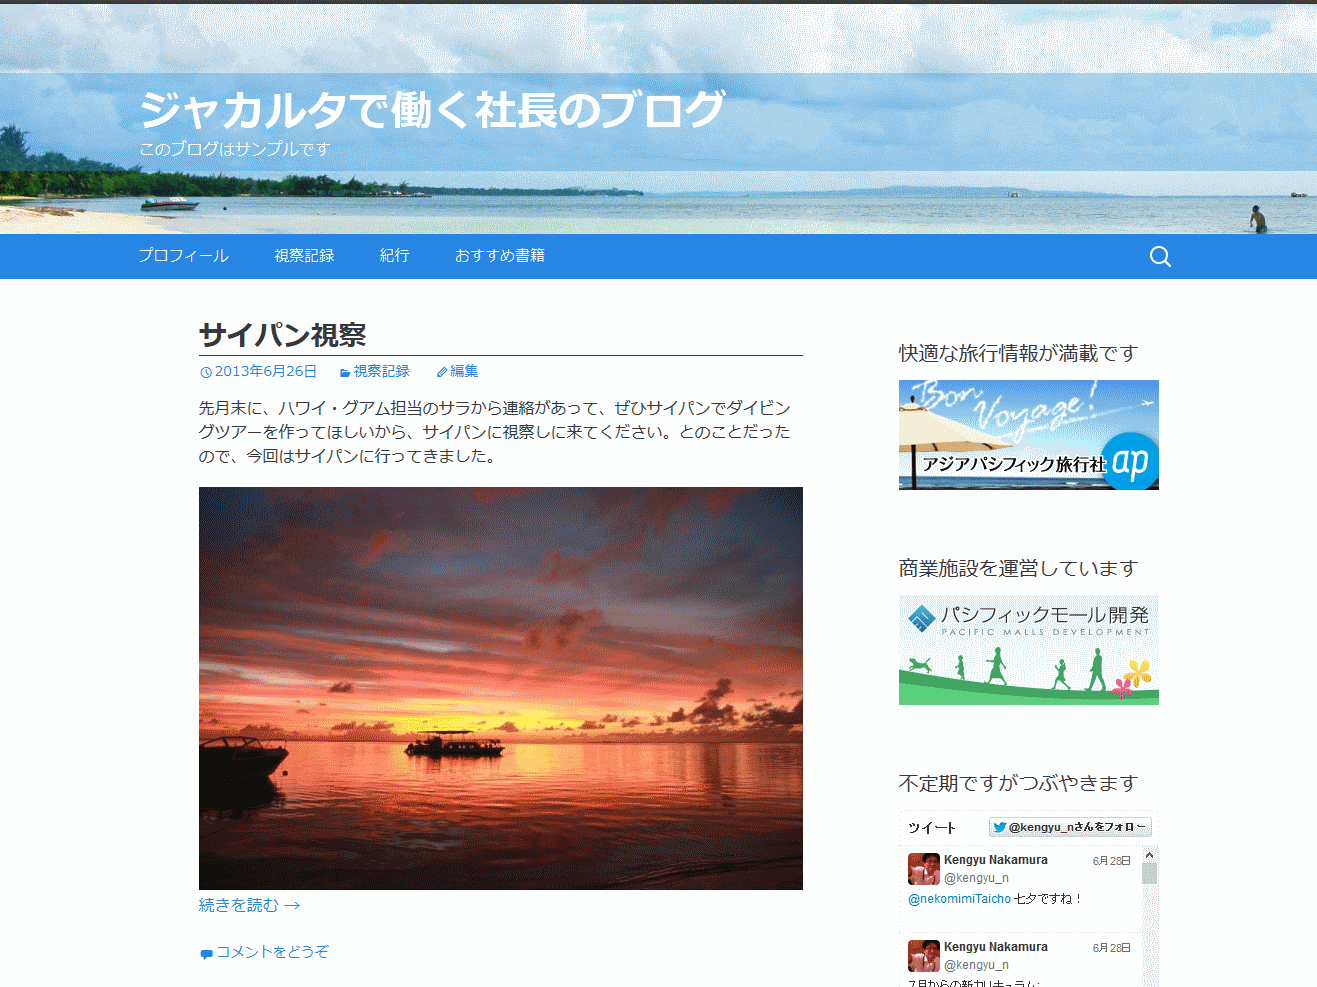 ジャカルタで働く社長のブログ
このブログはサンプルです
プロフィール 視察記録 紀行 おすすめ書籍
サイパン視察
2013年6月26日 視察記録 編集
先月末に、ハワイ・グアム担当のサラから連絡があって、ぜひサイパンでダイビン
グツアーを作ってほしいから、サイパンに視察しに来てください。とのことだった
ので、今回はサイパンに行ってきました。
続きを読む →
コメントをどうぞ
快適な旅行情報が満載です
Bon Voyage!
アジアパシフィック旅行社 ap
商業施設を運営しています
パシフィックモール開発
PACIFIC MALLS DEVELOPMENT
不定期ですがつぶやきます
ツイート @kengyu_nさんをフォロー
Kengyu Nakamura 6月28日
@kengyu_n
@nekomimiTaicho 七夕ですね！
Kengyu Nakamura 6月28日
@kengyu_n
7月からの新カリキュラム: